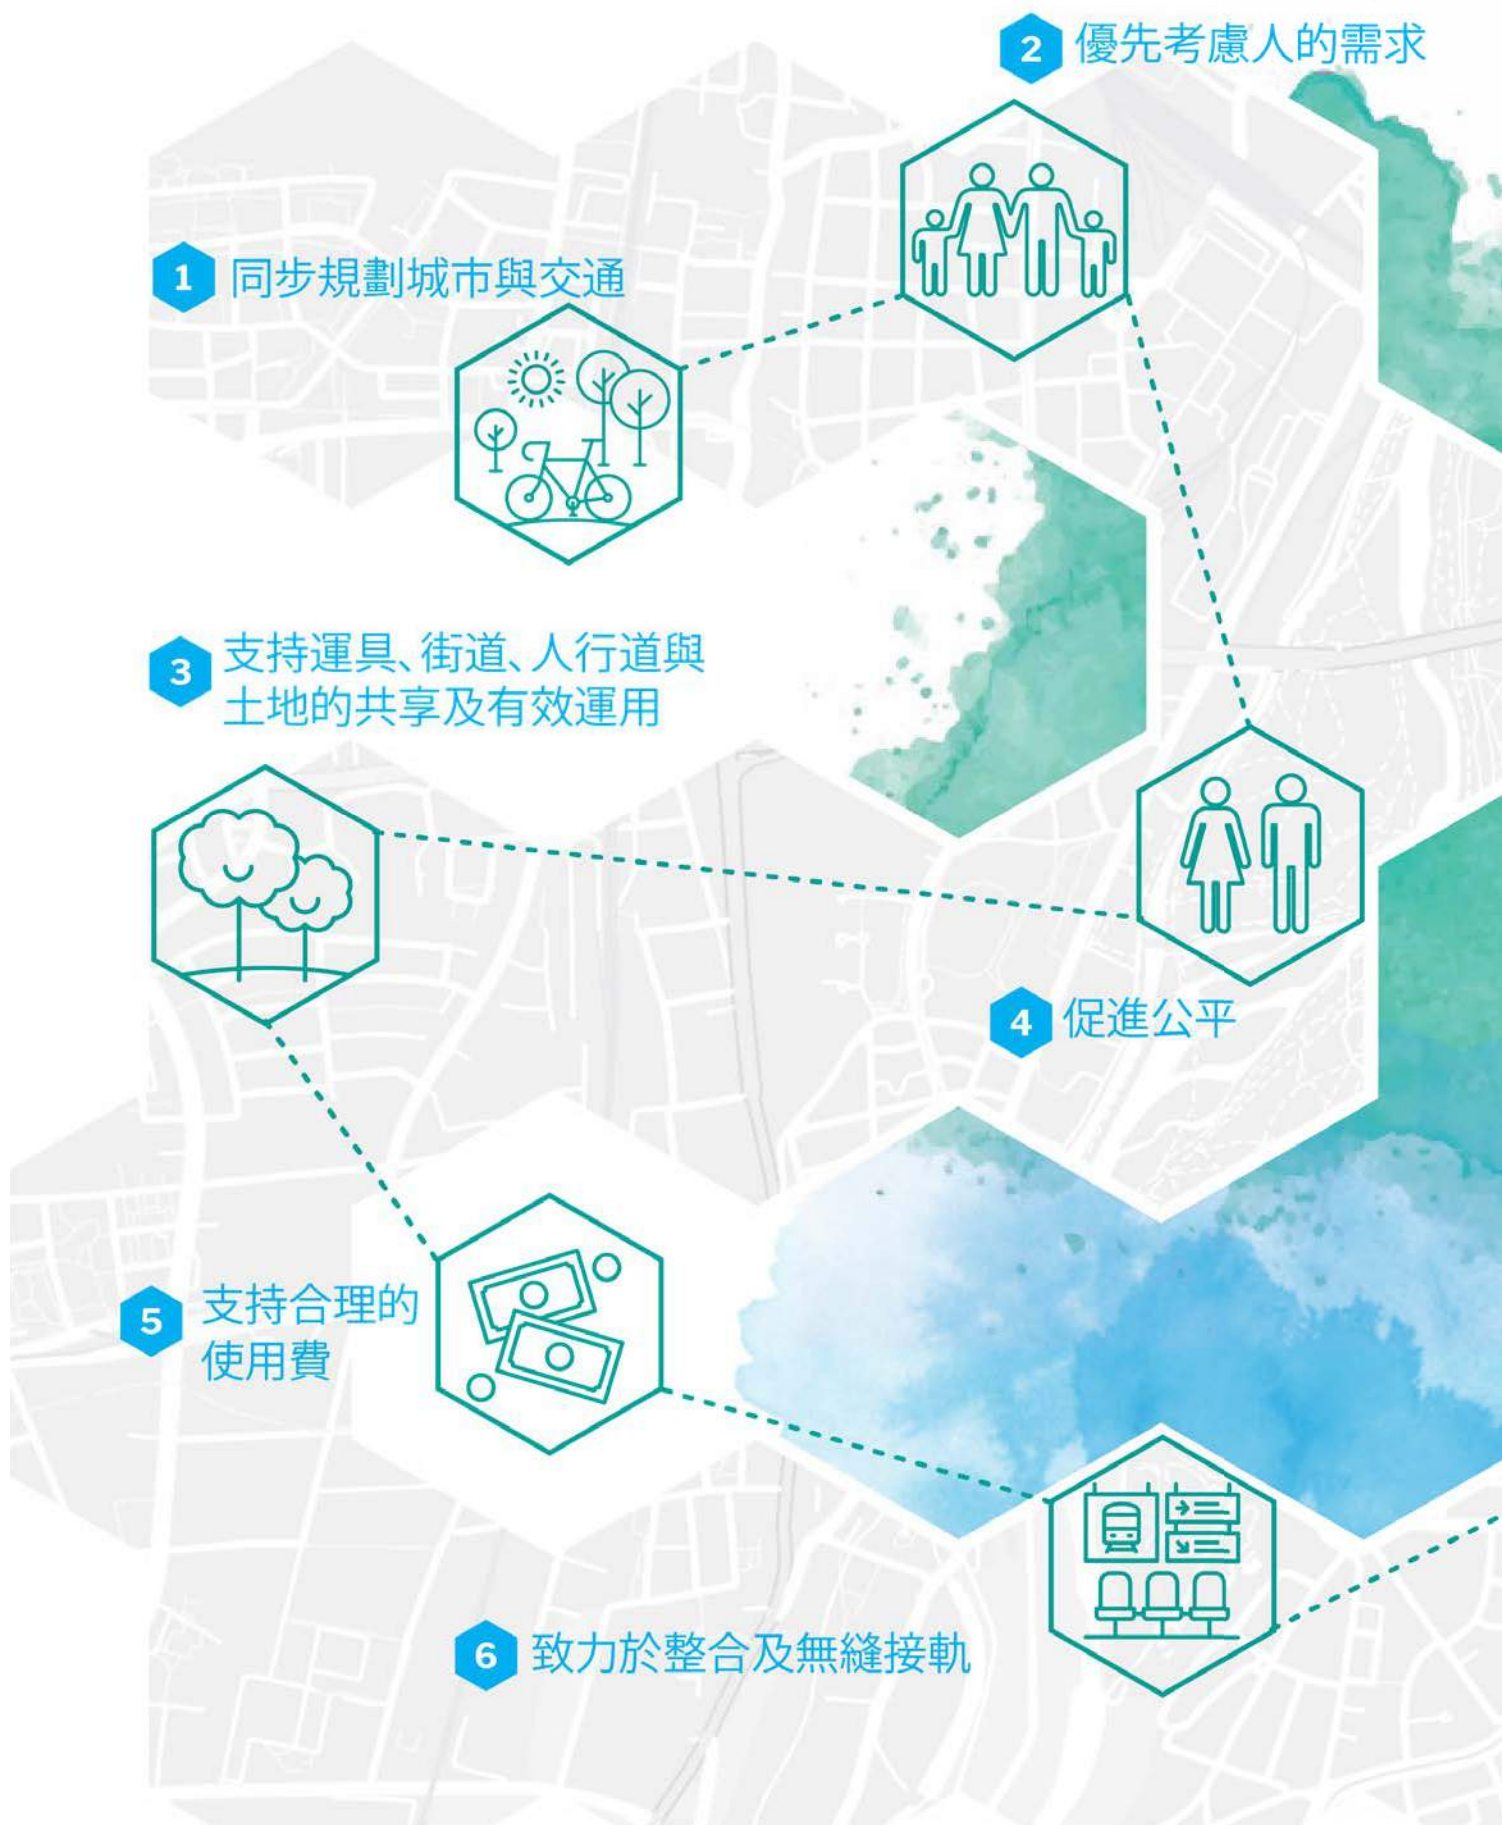 1 同步規劃城市與交通
2 優先考慮人的需求
3 支持運具、街道、人行道與
土地的共享及有效運用
4 促進公平
5 支持合理的
使用費
6 致力於整合及無縫接軌